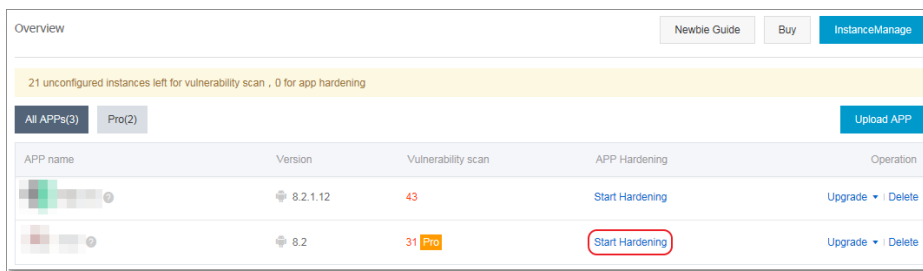 Overview Newbie Guide Buy InstanceManage
21 unconfigured instances left for vulnerability scan , 0 for app hardening
All APPs(3) Pro(2) Upload APP
APP name Version Vulnerability scan APP Hardening Operation
8.2.1.12 43 Start Hardening Upgrade Delete
8.2 31 Pro Start Hardening Upgrade Delete